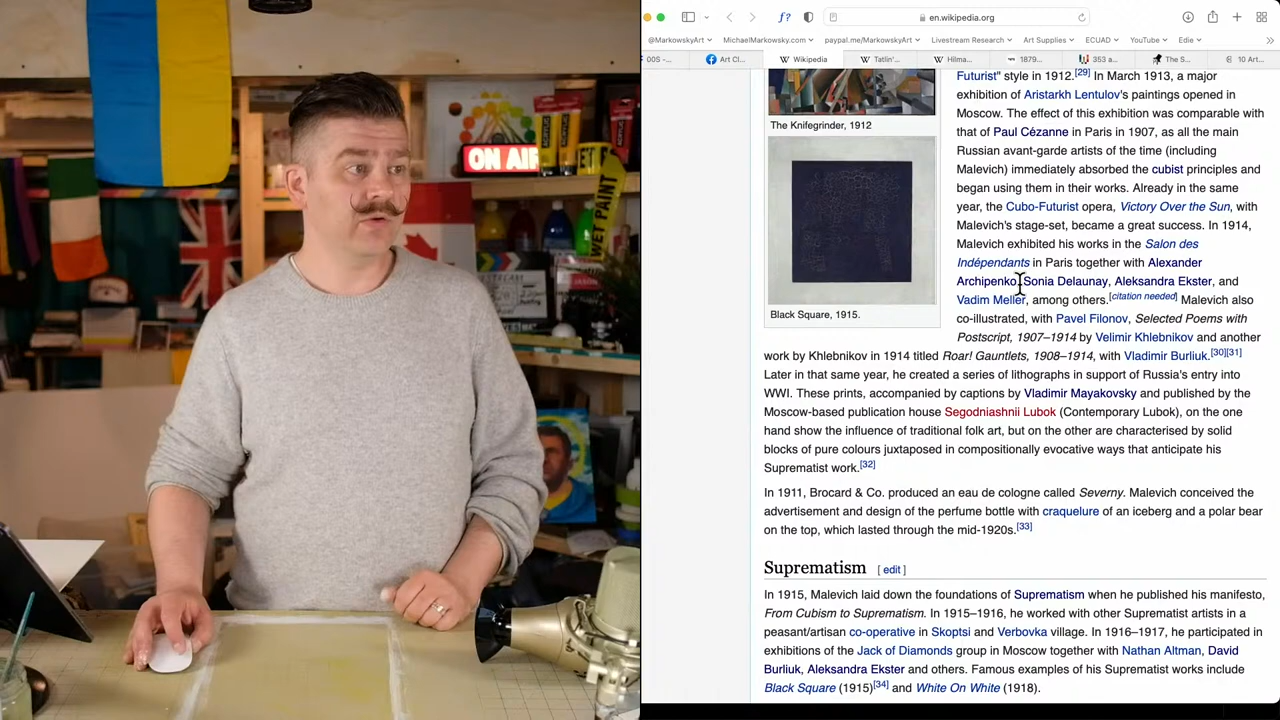 ON AIR
WET PAINT
en.wikipedia.org
@MarkowskyArt
MichaelMarkowsky.com
paypal.me/MarkowskyArt
Livestream Research
Art Supplies
ECUAD
YouTube
Edie
00S -...
Art Cl...
Wikipedia
Tatlin'...
Hilma...
1879...
353 a...
The S...
10 Art...
The Knifegrinder, 1912
Black Square, 1915.
Futurist" style in 1912.[29] In March 1913, a major
exhibition of Aristarkh Lentulov's paintings opened in
Moscow. The effect of this exhibition was comparable with
that of Paul Cézanne in Paris in 1907, as all the main
Russian avant-garde artists of the time (including
Malevich) immediately absorbed the cubist principles and
began using them in their works. Already in the same
year, the Cubo-Futurist opera, Victory Over the Sun, with
Malevich's stage-set, became a great success. In 1914,
Malevich exhibited his works in the Salon des
Indépendants in Paris together with Alexander
Archipenko, Sonia Delaunay, Aleksandra Ekster, and
Vadim Meller, among others.[citation needed] Malevich also
co-illustrated, with Pavel Filonov, Selected Poems with
Postscript, 1907–1914 by Velimir Khlebnikov and another
work by Khlebnikov in 1914 titled Roar! Gauntlets, 1908–1914, with Vladimir Burliuk.[30][31]
Later in that same year, he created a series of lithographs in support of Russia's entry into
WWI. These prints, accompanied by captions by Vladimir Mayakovsky and published by the
Moscow-based publication house Segodniashnii Lubok (Contemporary Lubok), on the one
hand show the influence of traditional folk art, but on the other are characterised by solid
blocks of pure colours juxtaposed in compositionally evocative ways that anticipate his
Suprematist work.[32]
In 1911, Brocard & Co. produced an eau de cologne called Severny. Malevich conceived the
advertisement and design of the perfume bottle with craquelure of an iceberg and a polar bear
on the top, which lasted through the mid-1920s.[33]
Suprematism [ edit ]
In 1915, Malevich laid down the foundations of Suprematism when he published his manifesto,
From Cubism to Suprematism. In 1915–1916, he worked with other Suprematist artists in a
peasant/artisan co-operative in Skoptsi and Verbovka village. In 1916–1917, he participated in
exhibitions of the Jack of Diamonds group in Moscow together with Nathan Altman, David
Burliuk, Aleksandra Ekster and others. Famous examples of his Suprematist works include
Black Square (1915)[34] and White On White (1918).